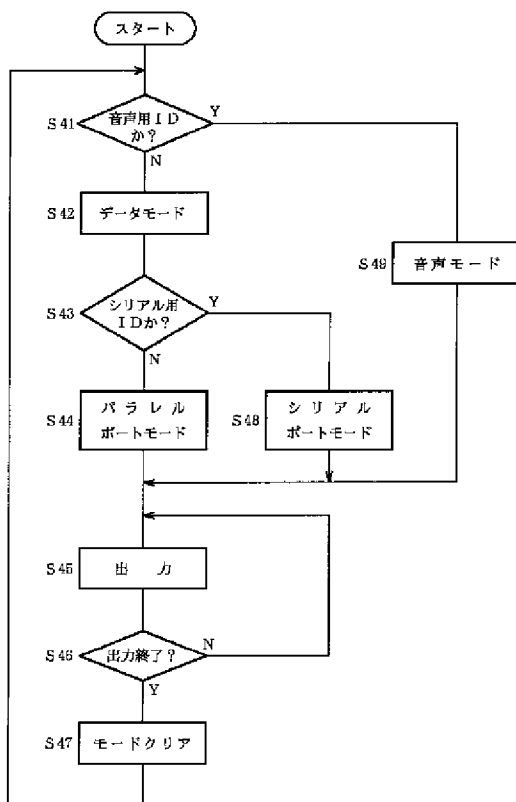 スタート
S41
音声用ID
か?
Y
N
S42
データモード
S49
音声モード
S43
シリアル用
IDか?
Y
N
S44
パラレル
ポートモード
S48
シリアル
ポートモード
S45
出力
S46
出力終了?
N
Y
S47
モードクリア